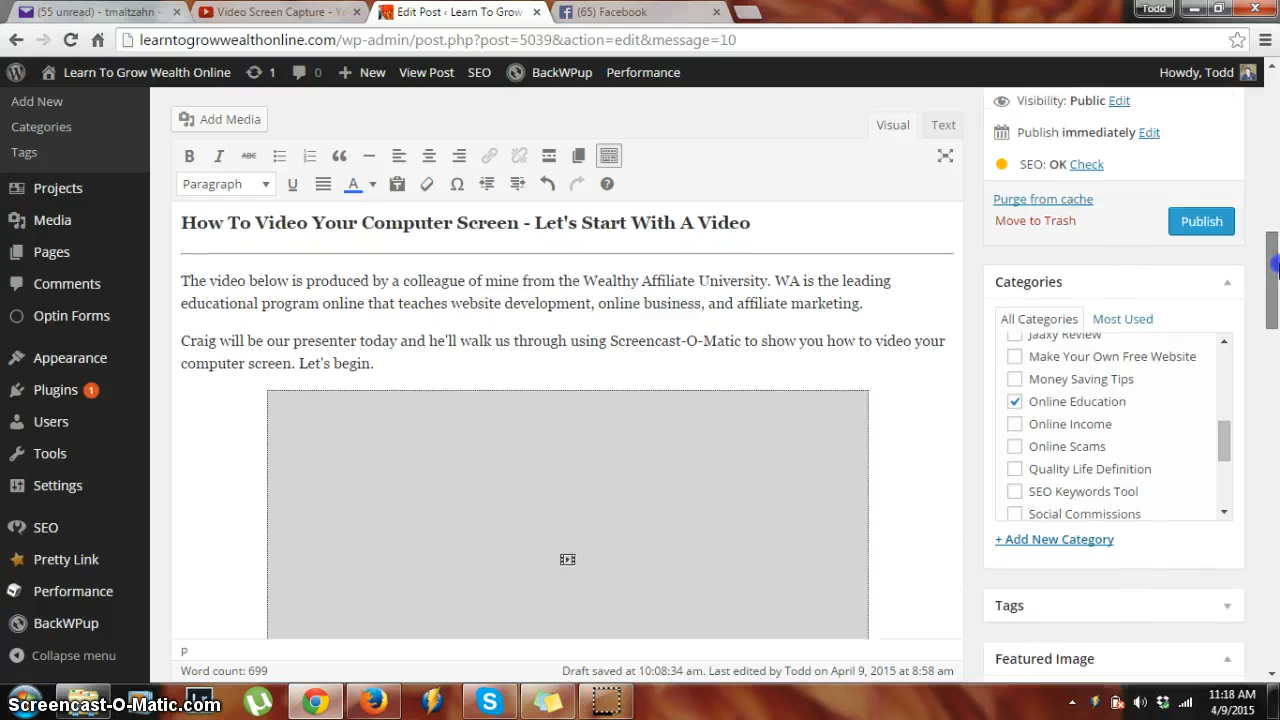 (55 unread) - tmaltzahn
Video Screen Capture - Y
Edit Post ‹ Learn To Grow
(65) Facebook
Todd
learntogrowwealthonline.com/wp-admin/post.php?post=5039&action=edit&message=10
Learn To Grow Wealth Online 1 0 New View Post SEO BackWPup Performance Howdy, Todd
Add New
Categories
Tags
Projects
Media
Pages
Comments
Optin Forms
Appearance
Plugins 1
Users
Tools
Settings
SEO
Pretty Link
Performance
BackWPup
Collapse menu
Add Media
Visual Text
B I ABC
Paragraph U A Ω ?
How To Video Your Computer Screen - Let's Start With A Video
The video below is produced by a colleague of mine from the Wealthy Affiliate University. WA is the leading
educational program online that teaches website development, online business, and affiliate marketing.
Craig will be our presenter today and he'll walk us through using Screencast-O-Matic to show you how to video your
computer screen. Let's begin.
p
Word count: 699
Draft saved at 10:08:34 am. Last edited by Todd on April 9, 2015 at 8:58 am
Visibility: Public Edit
Publish immediately Edit
SEO: OK Check
Purge from cache
Move to Trash
Publish
Categories
All Categories Most Used
Jaaxy Review
Make Your Own Free Website
Money Saving Tips
Online Education
Online Income
Online Scams
Quality Life Definition
SEO Keywords Tool
Social Commissions
+ Add New Category
Tags
Featured Image
Screencast-O-Matic.com
Lr
S
11:18 AM
4/9/2015